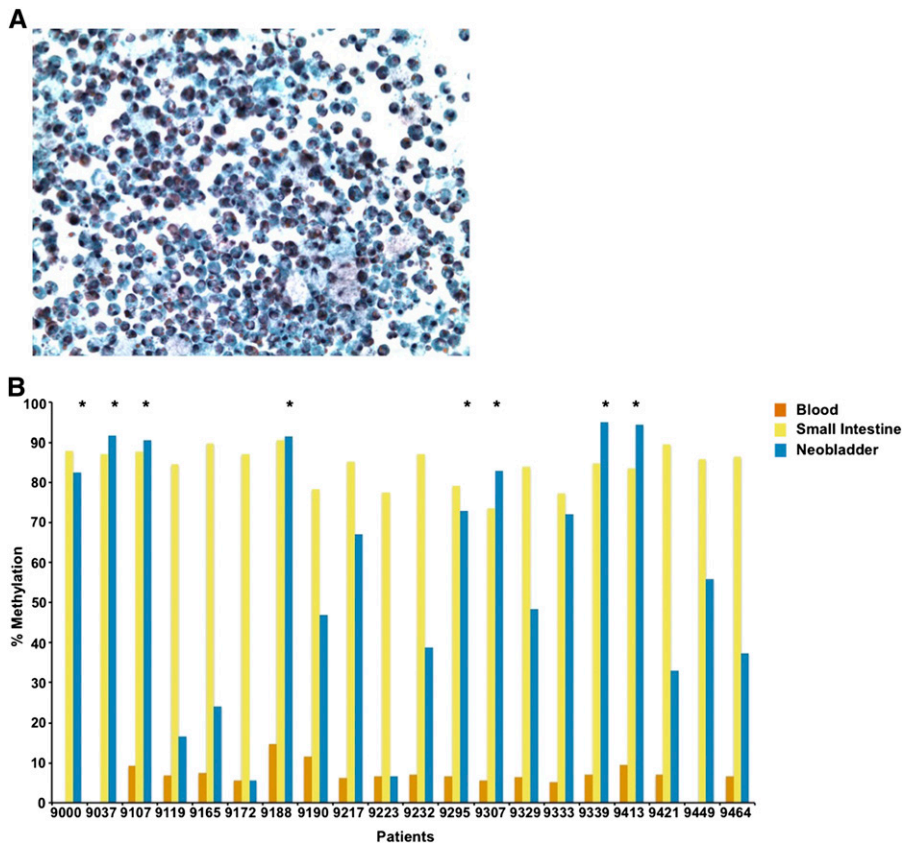 A
B
* * * * * * * *
100
90
80
70
60
50
40
30
20
10
0
% Methylation
Blood
Small Intestine
Neobladder
9000 9037 9107 9119 9165 9172 9188 9190 9217 9223 9232 9295 9307 9329 9333 9339 9413 9421 9449 9464
Patients